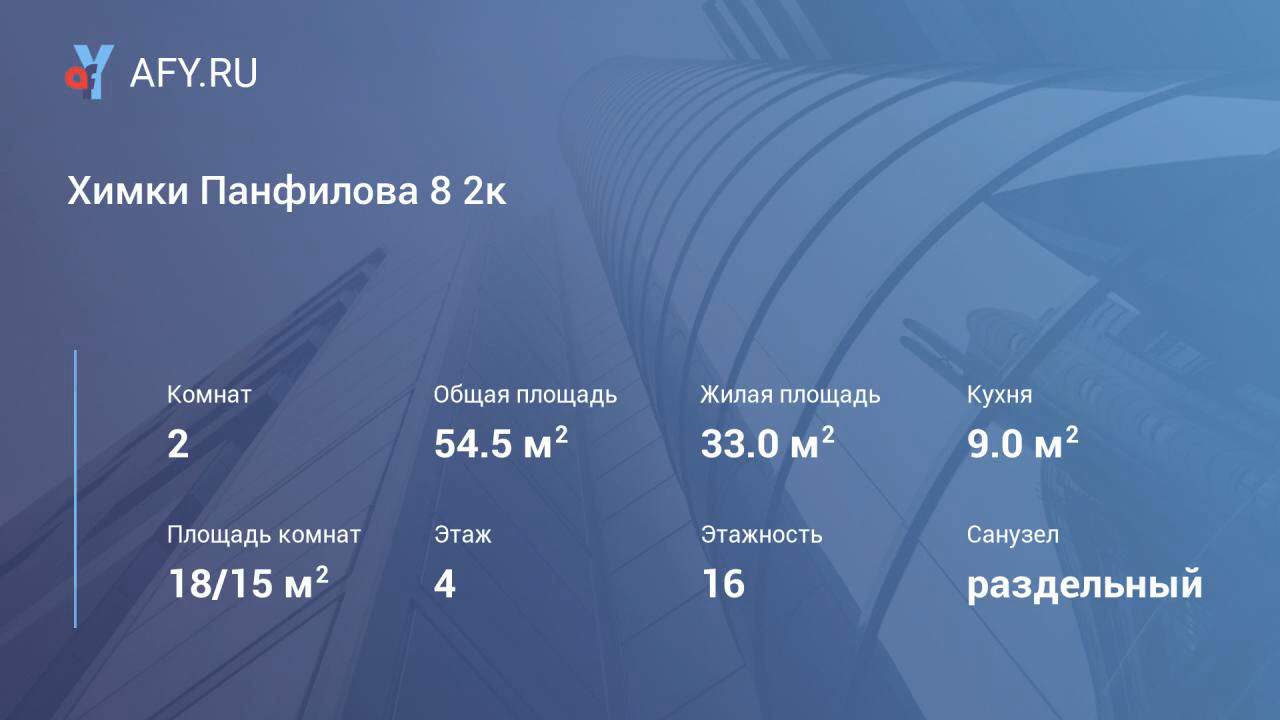 AFY.RU
Химки Панфилова 8 2к
Комнат Общая площадь Жилая площадь Кухня
2 54.5 м² 33.0 м² 9.0 м²
Площадь комнат Этаж Этажность Санузел
18/15 м² 4 16 раздельный